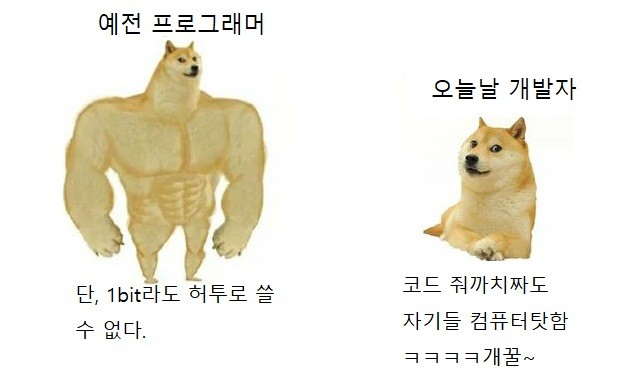 예전 프로그래머
단, 1bit라도 허투로 쓸
수 없다.
오늘날 개발자
코드 줘까치짜도
자기들 컴퓨터탓함
ㅋㅋㅋㅋ개꿀~